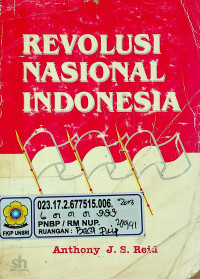 REVOLUSI
NASIONAL
INDONESIA
023.17.2.677515.006.
PNBP / RM NUP.
RUANGAN :
FKIP UNSRI
Anthony J. S. Reid
sh